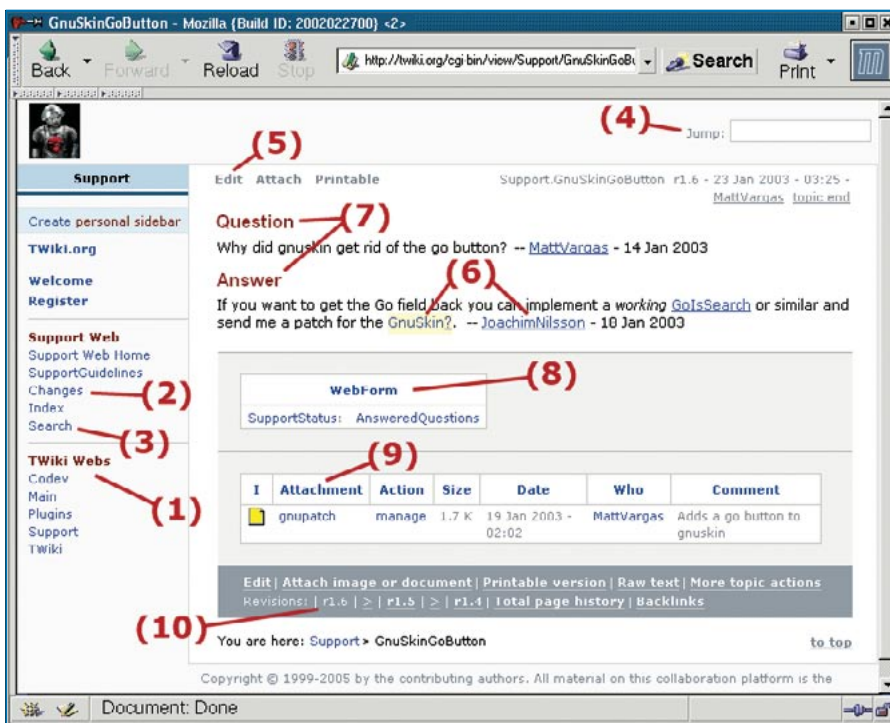 GnuSkinGoButton - Mozilla {Build ID: 2002022700} <2>
Back Forward Reload Stop http://twiki.org/cgi-bin/view/Support/GnuSkinGoBu Search Print
(4) Jump:
(5)
Support
Edit Attach Printable
Support.GnuSkinGoButton r1.6 - 23 Jan 2003 - 03:25 -
MattVargas topic end
Create personal sidebar
TWiki.org
Welcome
Register
Support Web
Support Web Home
SupportGuidelines
Changes (2)
Index
Search (3)
TWiki Webs
Codev
Main (1)
Plugins
Support
TWiki
Question (7)
Why did gnuskin get rid of the go button? -- MattVargas - 14 Jan 2003
Answer (6)
If you want to get the Go field back you can implement a working GoIsSearch or similar and
send me a patch for the GnuSkin?. -- JoachimNilsson - 18 Jan 2003
WebForm (8)
SupportStatus: AnsweredQuestions
(9)
I Attachment Action Size Date Who Comment
gnupatch manage 1.7 K 19 Jan 2003 - MattVargas Adds a go button to
02:02 gnuskin
Edit | Attach image or document | Printable version | Raw text | More topic actions
Revisions: | r1.6 | > | r1.5 | > | r1.4 | Total page history | Backlinks
(10)
You are here: Support > GnuSkinGoButton
to top
Copyright © 1999-2005 by the contributing authors. All material on this collaboration platform is the
Document: Done